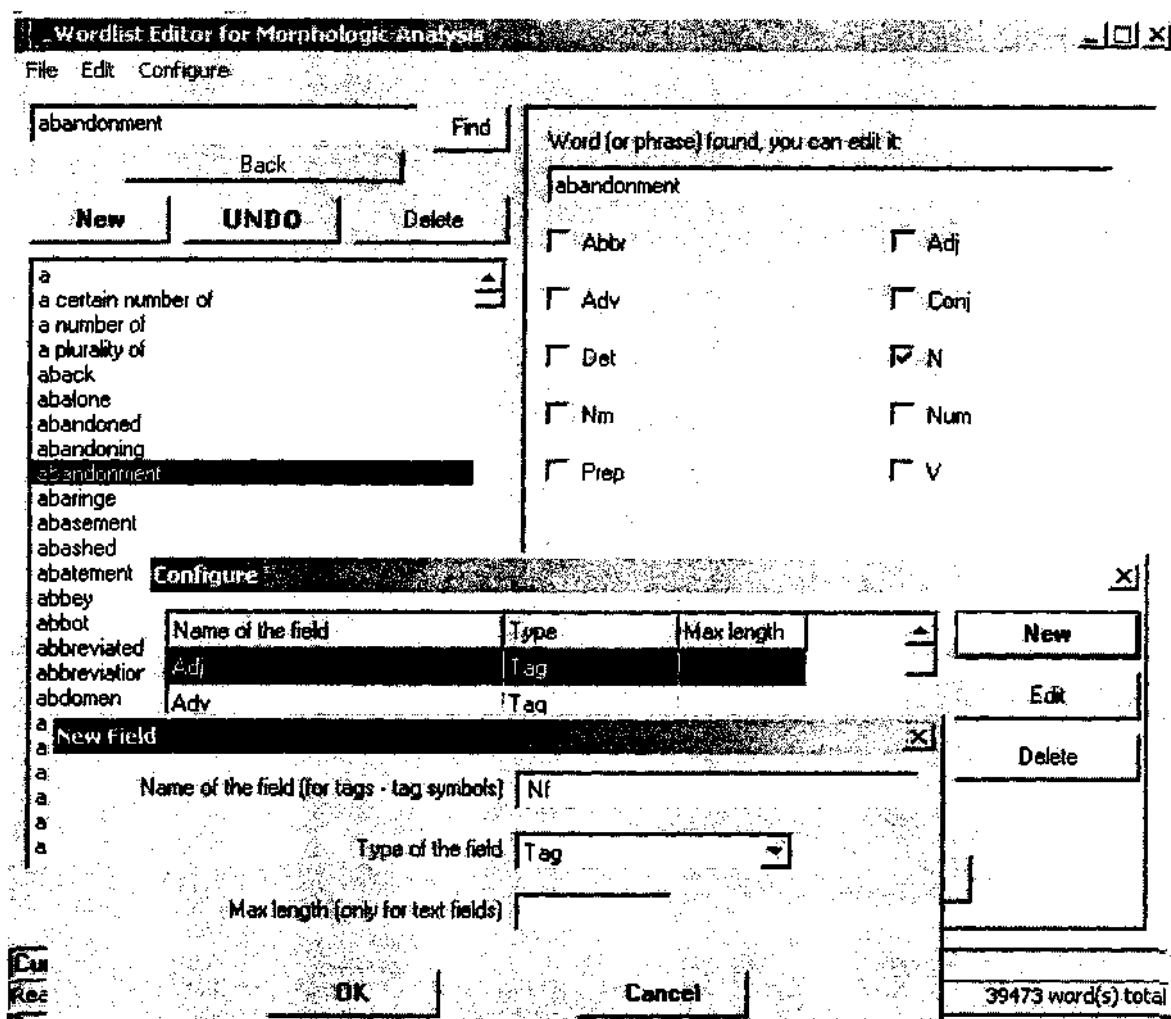 Wordlist Editor for Morphologic Analysis
File Edit Configure
abandonment
Find
Back
New UNDO Delete
a
a certain number of
a number of
a plurality of
aback
abalone
abandoned
abandoning
abandonment
abaringe
abasement
abashed
abatement
abbey
abbot
abbreviated
abbreviation
abdomen
a
a
a
a
a
a
Word (or phrase) found, you can edit it:
abandonment
Abbr Adj
Adv Conj
Det N
Nm Num
Prep V
Configure
Name of the field Type Max length
Adj Tag
Adv Tag
New
Edit
Delete
New Field
Name of the field (for tags - tag symbols) Nf
Type of the field Tag
Max length (only for text fields)
OK Cancel
Cur
Rea
39473 word(s) total